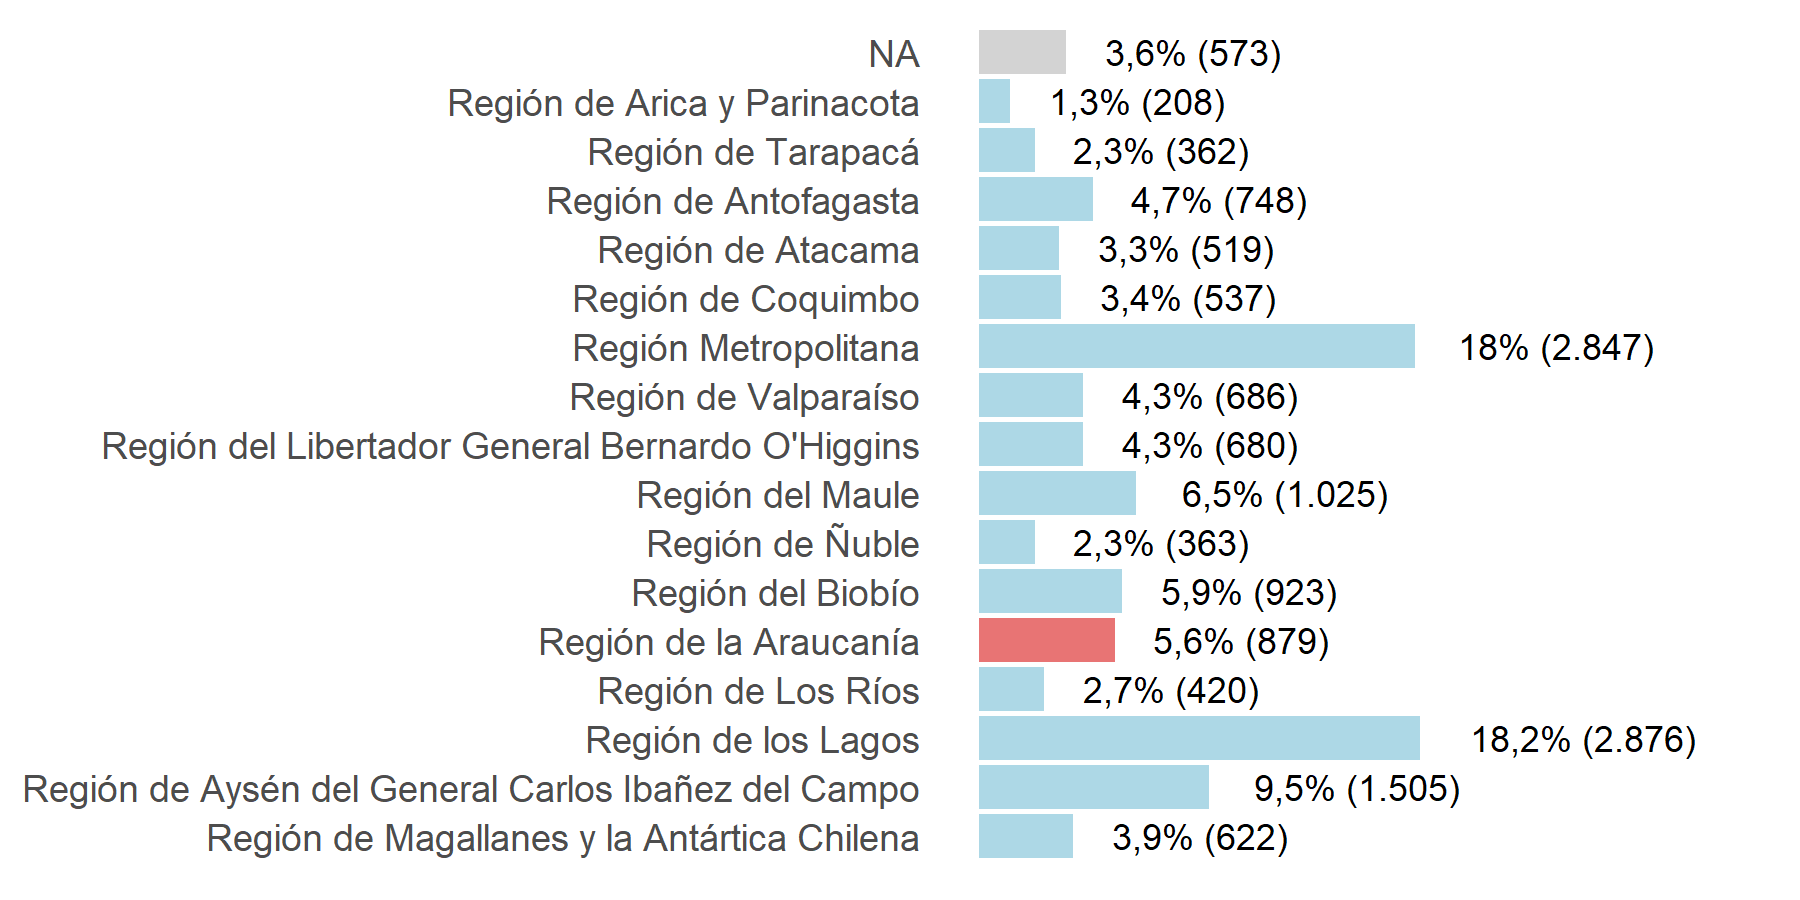 NA 3,6% (573)
Región de Arica y Parinacota 1,3% (208)
Región de Tarapacá 2,3% (362)
Región de Antofagasta 4,7% (748)
Región de Atacama 3,3% (519)
Región de Coquimbo 3,4% (537)
Región Metropolitana 18% (2.847)
Región de Valparaíso 4,3% (686)
Región del Libertador General Bernardo O'Higgins 4,3% (680)
Región del Maule 6,5% (1.025)
Región de Ñuble 2,3% (363)
Región del Biobío 5,9% (923)
Región de la Araucanía 5,6% (879)
Región de Los Ríos 2,7% (420)
Región de los Lagos 18,2% (2.876)
Región de Aysén del General Carlos Ibañez del Campo 9,5% (1.505)
Región de Magallanes y la Antártica Chilena 3,9% (622)